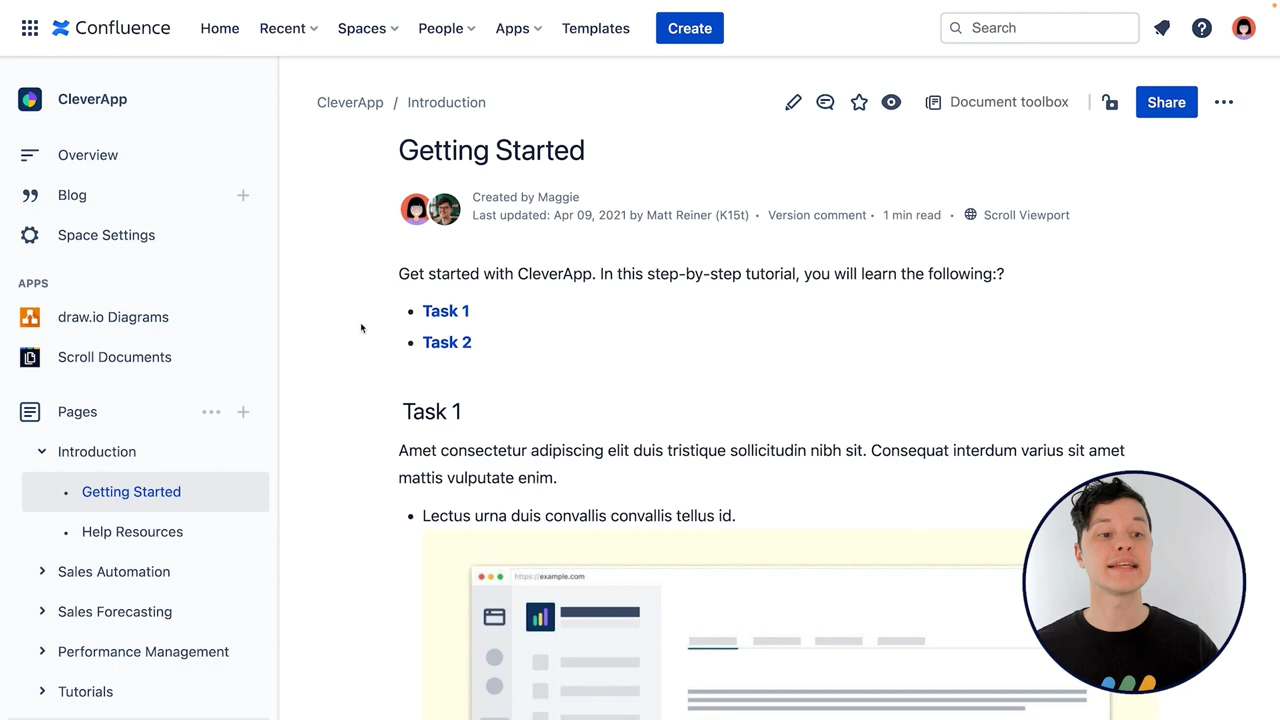 Confluence Home Recent Spaces People Apps Templates Create Search
CleverApp
Overview
Blog
Space Settings
APPS
draw.io Diagrams
Scroll Documents
Pages
Introduction
Getting Started
Help Resources
Sales Automation
Sales Forecasting
Performance Management
Tutorials
CleverApp / Introduction Document toolbox Share
Getting Started
Created by Maggie
Last updated: Apr 09, 2021 by Matt Reiner (K15t) • Version comment • 1 min read • Scroll Viewport
Get started with CleverApp. In this step-by-step tutorial, you will learn the following:?
• Task 1
• Task 2
Task 1
Amet consectetur adipiscing elit duis tristique sollicitudin nibh sit. Consequat interdum varius sit amet
mattis vulputate enim.
• Lectus urna duis convallis convallis tellus id.
https://example.com